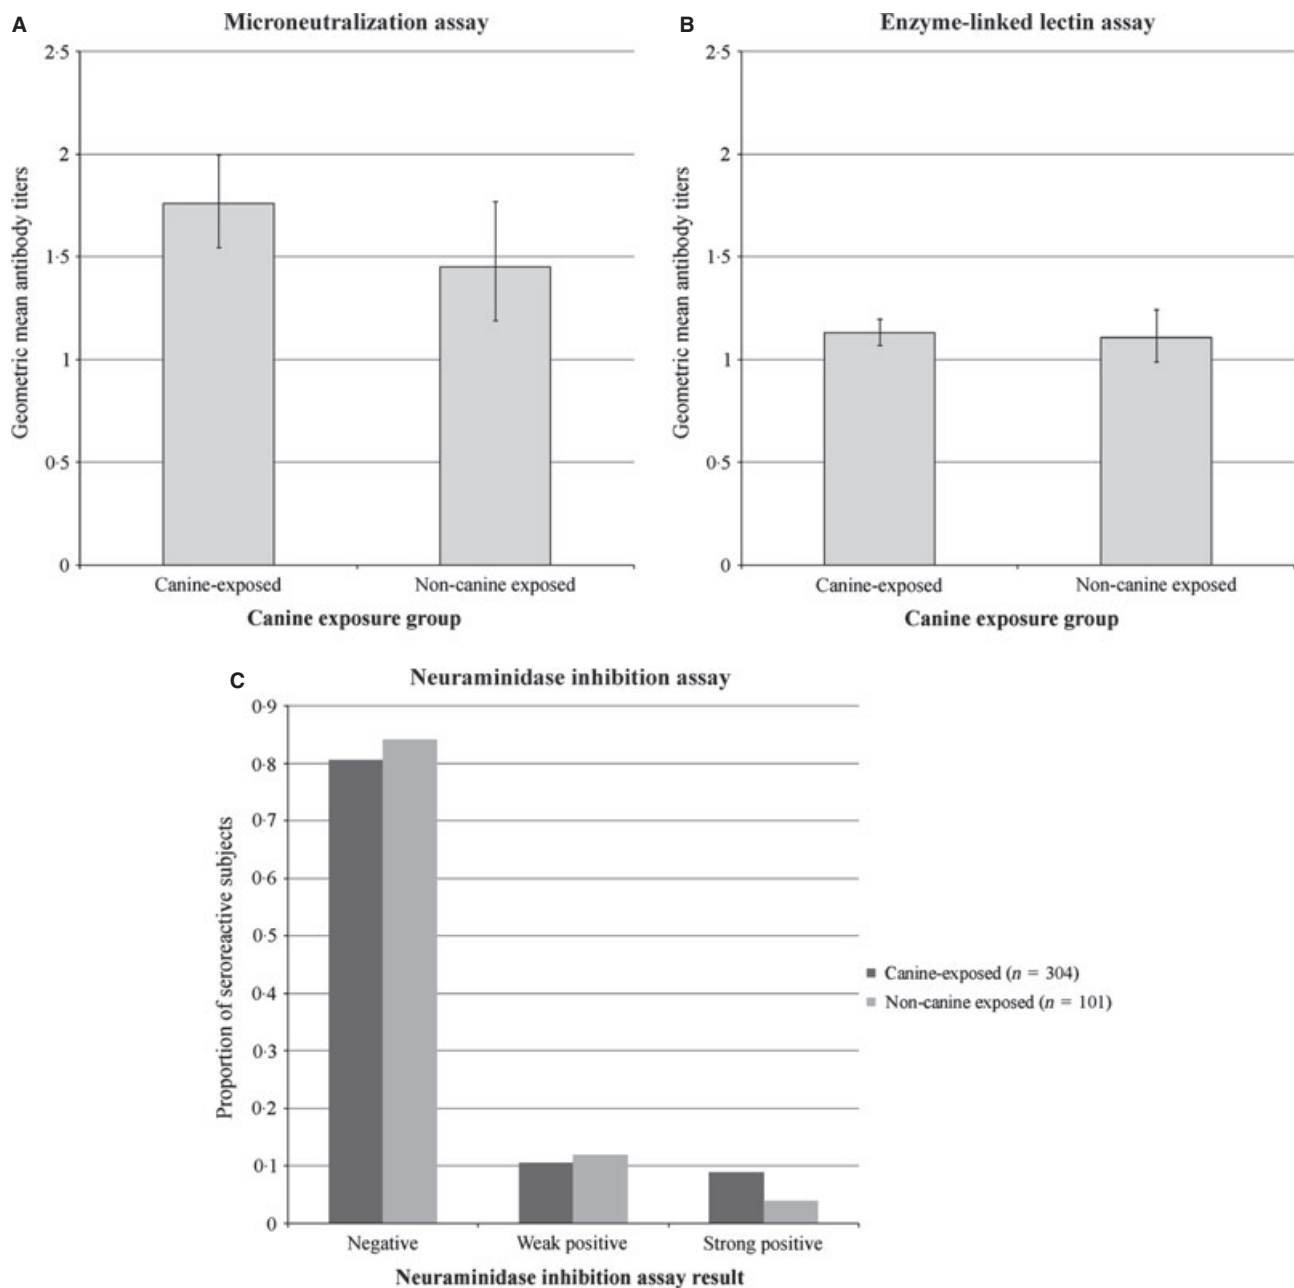 A
Microneutralization assay
2·5
2
1·5
1
0·5
0
Geometric mean antibody titers
Canine-exposed
Non-canine exposed
Canine exposure group
B
Enzyme-linked lectin assay
2·5
2
1·5
1
0·5
0
Geometric mean antibody titers
Canine-exposed
Non-canine exposed
Canine exposure group
C
Neuraminidase inhibition assay
0·9
0·8
0·7
0·6
0·5
0·4
0·3
0·2
0·1
0
Proportion of seroreactive subjects
Negative
Weak positive
Strong positive
Neuraminidase inhibition assay result
Canine-exposed (n = 304)
Non-canine exposed (n = 101)